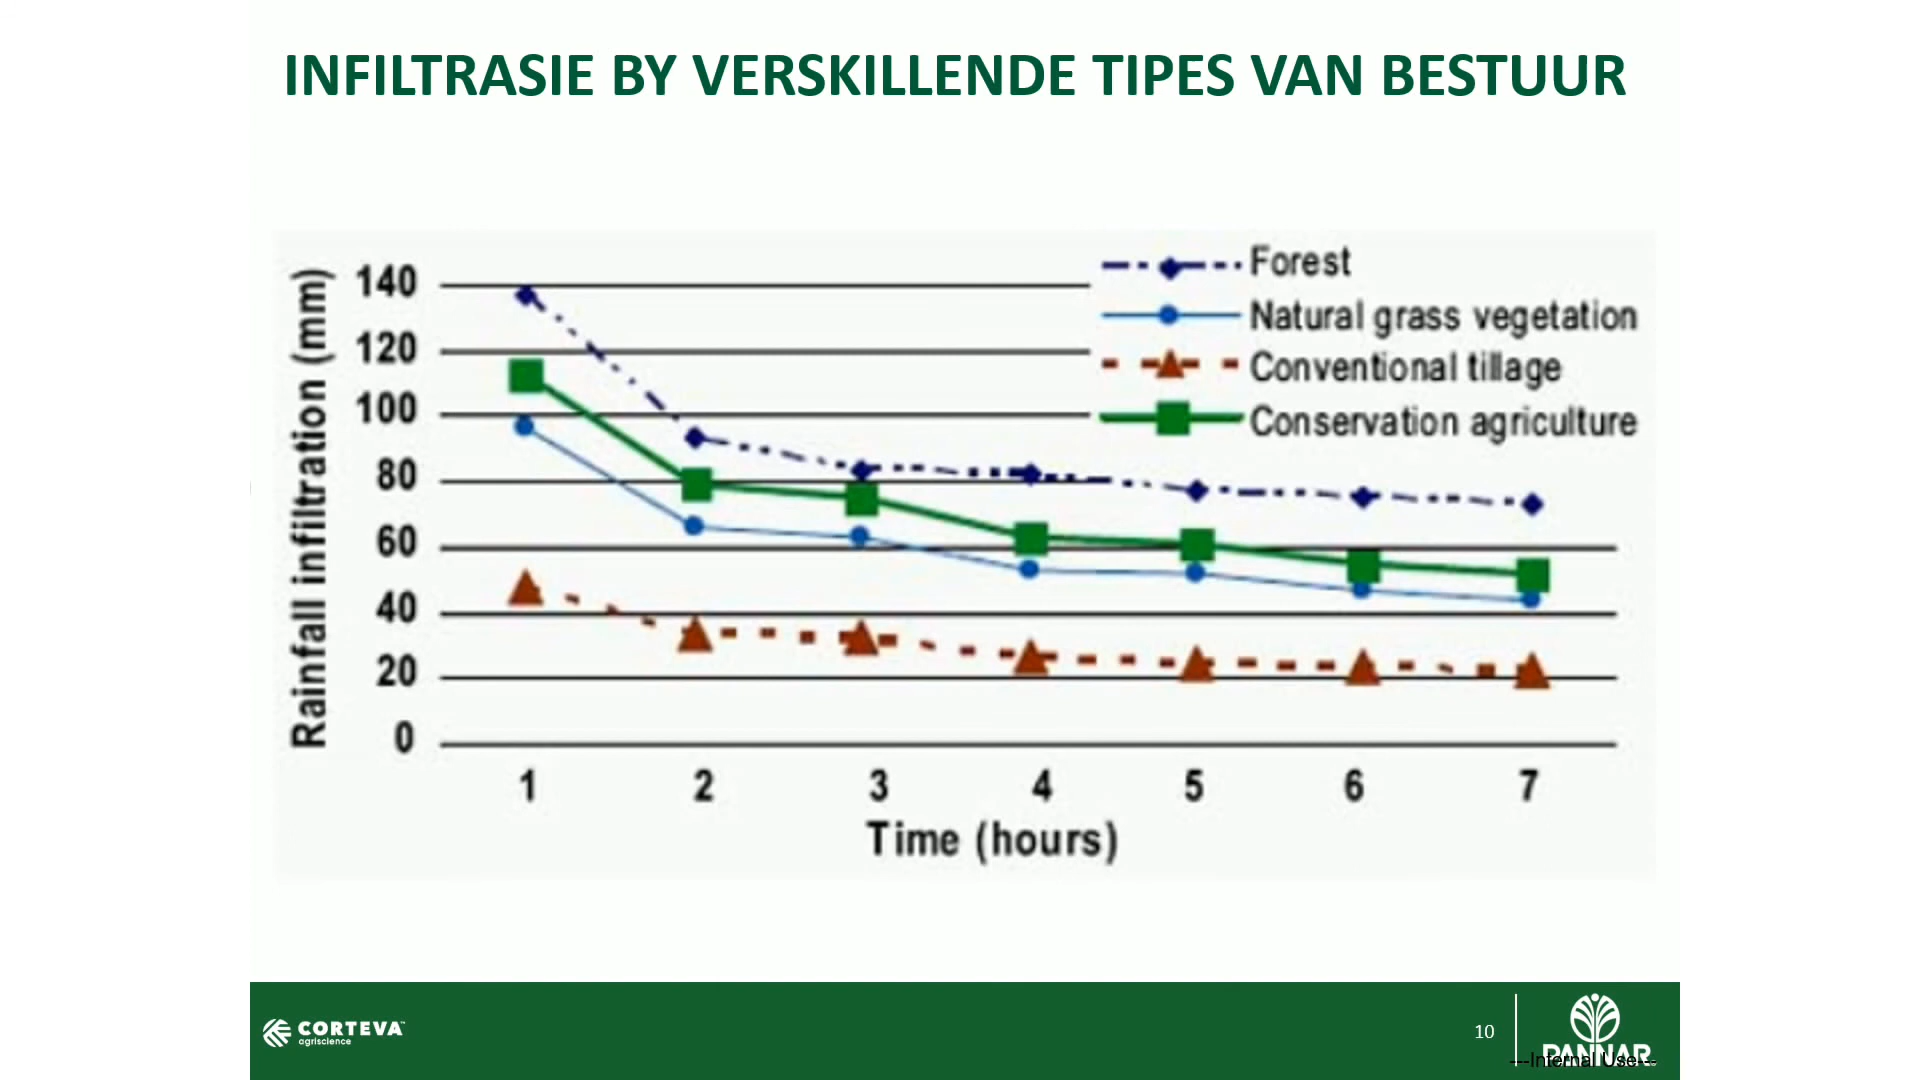 INFILTRASIE BY VERSKILLENDE TIPES VAN BESTUUR
Rainfall infiltration (mm)
140
120
100
80
60
40
20
0
Forest
Natural grass vegetation
Conventional tillage
Conservation agriculture
1 2 3 4 5 6 7
Time (hours)
CORTEVA™
agriscience
10
PANNAR
---Internal Use---